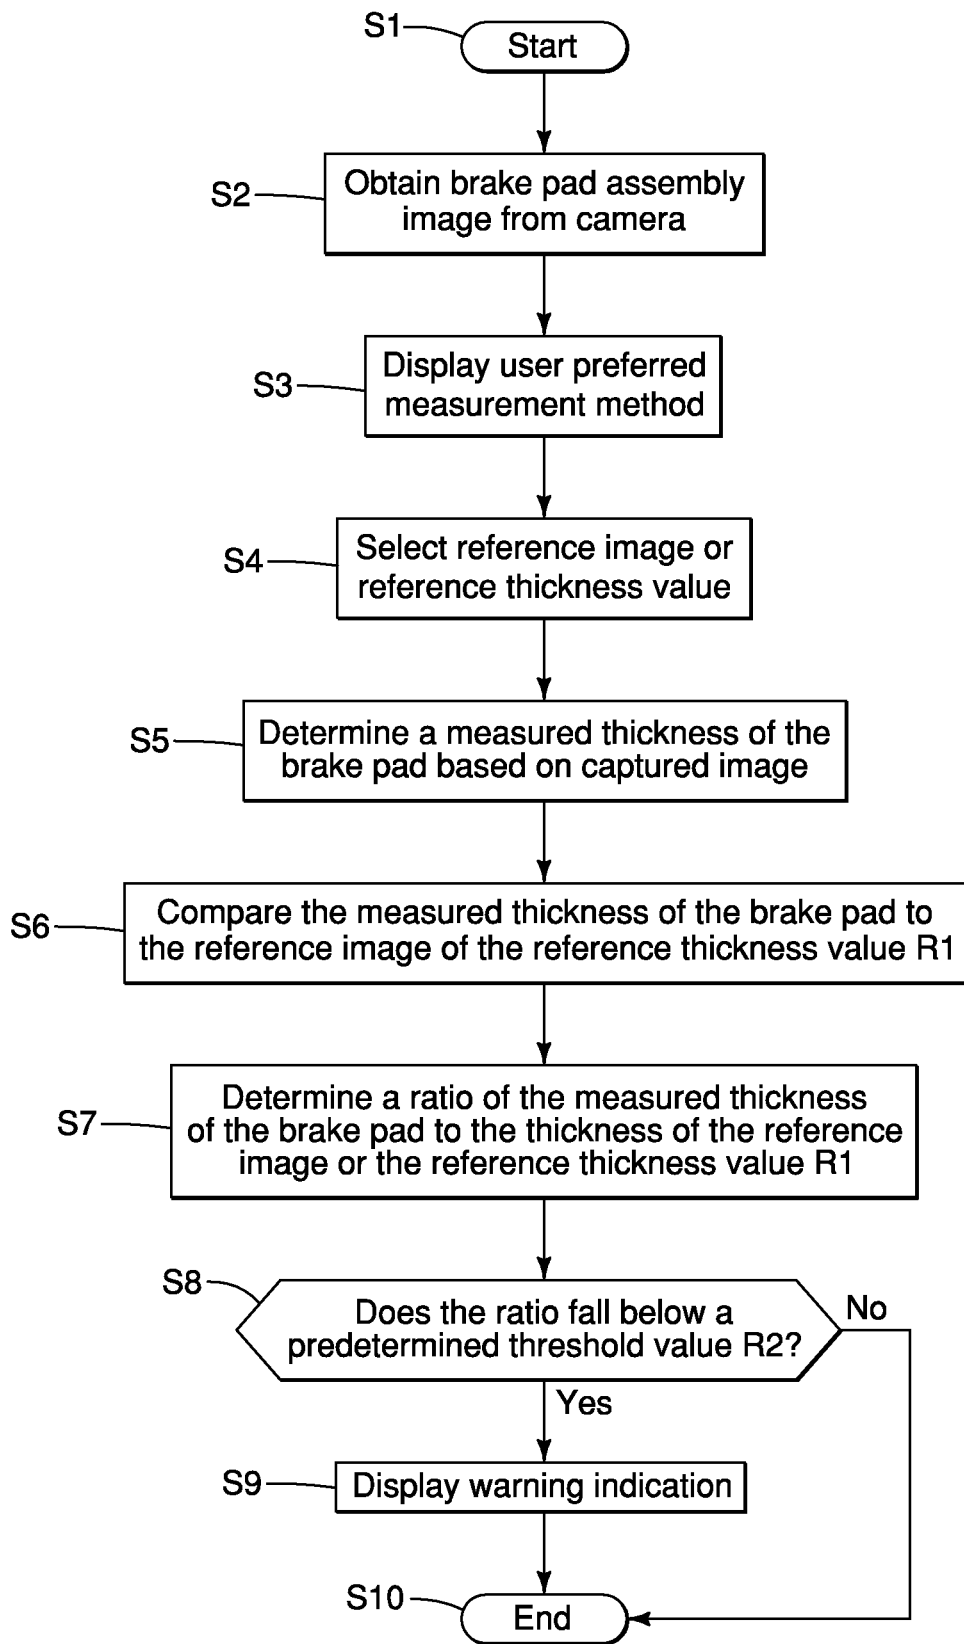 S1
Start
S2
Obtain brake pad assembly
image from camera
S3
Display user preferred
measurement method
S4
Select reference image or
reference thickness value
S5
Determine a measured thickness of the
brake pad based on captured image
S6
Compare the measured thickness of the brake pad to
the reference image of the reference thickness value R1
S7
Determine a ratio of the measured thickness
of the brake pad to the thickness of the reference
image or the reference thickness value R1
S8
Does the ratio fall below a
predetermined threshold value R2?
No
Yes
S9
Display warning indication
S10
End